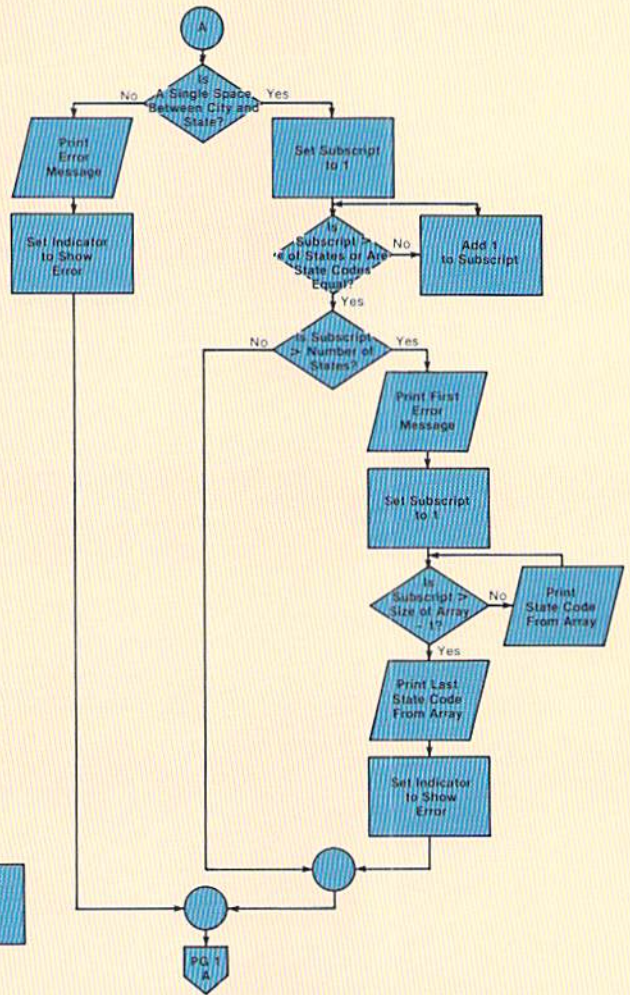 A
Is
A Single Space
Between City and
State?
No
Yes
Print
Error
Message
Set Subscript
to 1
Set Indicator
to Show
Error
Is
Subscript >
of States or Are
State Codes
Equal?
No
Add 1
to Subscript
Yes
Is Subscript
> Number of
States?
No
Yes
Print First
Error
Message
Set Subscript
to 1
Is
Subscript >
Size of Array
- 1?
No
Print
State Code
From Array
Yes
Print Last
State Code
From Array
Set Indicator
to Show
Error
PG 1
A